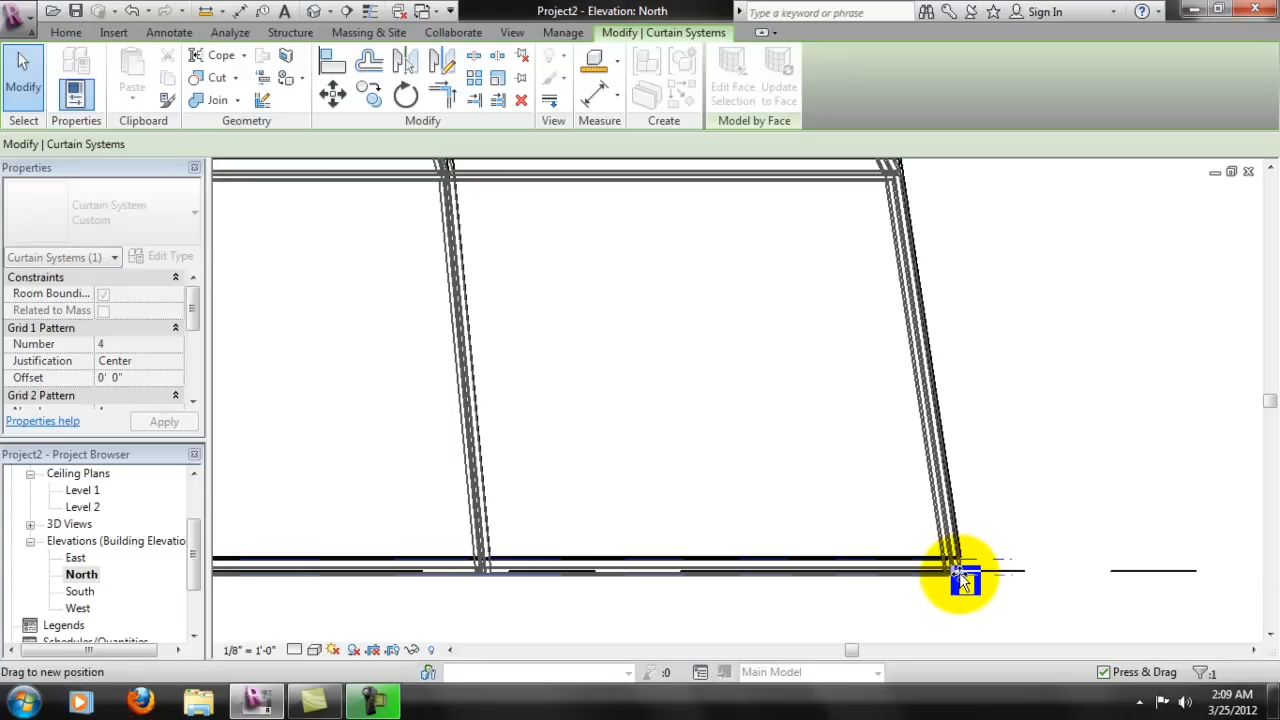 Project2 - Elevation: North
Type a keyword or phrase
Sign In
Home
Insert
Annotate
Analyze
Structure
Massing & Site
Collaborate
View
Manage
Modify | Curtain Systems
Modify
Paste
Cope
Cut
Join
Edit Face
Selection
Update
to Face
Select
Properties
Clipboard
Geometry
Modify
View
Measure
Create
Model by Face
Modify | Curtain Systems
Properties
Curtain System
Custom
Curtain Systems (1)
Edit Type
Constraints
Room Boundi...
Related to Mass
Grid 1 Pattern
Number 4
Justification Center
Offset 0' 0"
Grid 2 Pattern
Properties help
Apply
Project2 - Project Browser
Ceiling Plans
Level 1
Level 2
3D Views
Elevations (Building Elevatio
East
North
South
West
Legends
Schedules/Quantities
1/8" = 1'-0"
Drag to new position
:0
Main Model
Press & Drag
:1
2:09 AM
3/25/2012